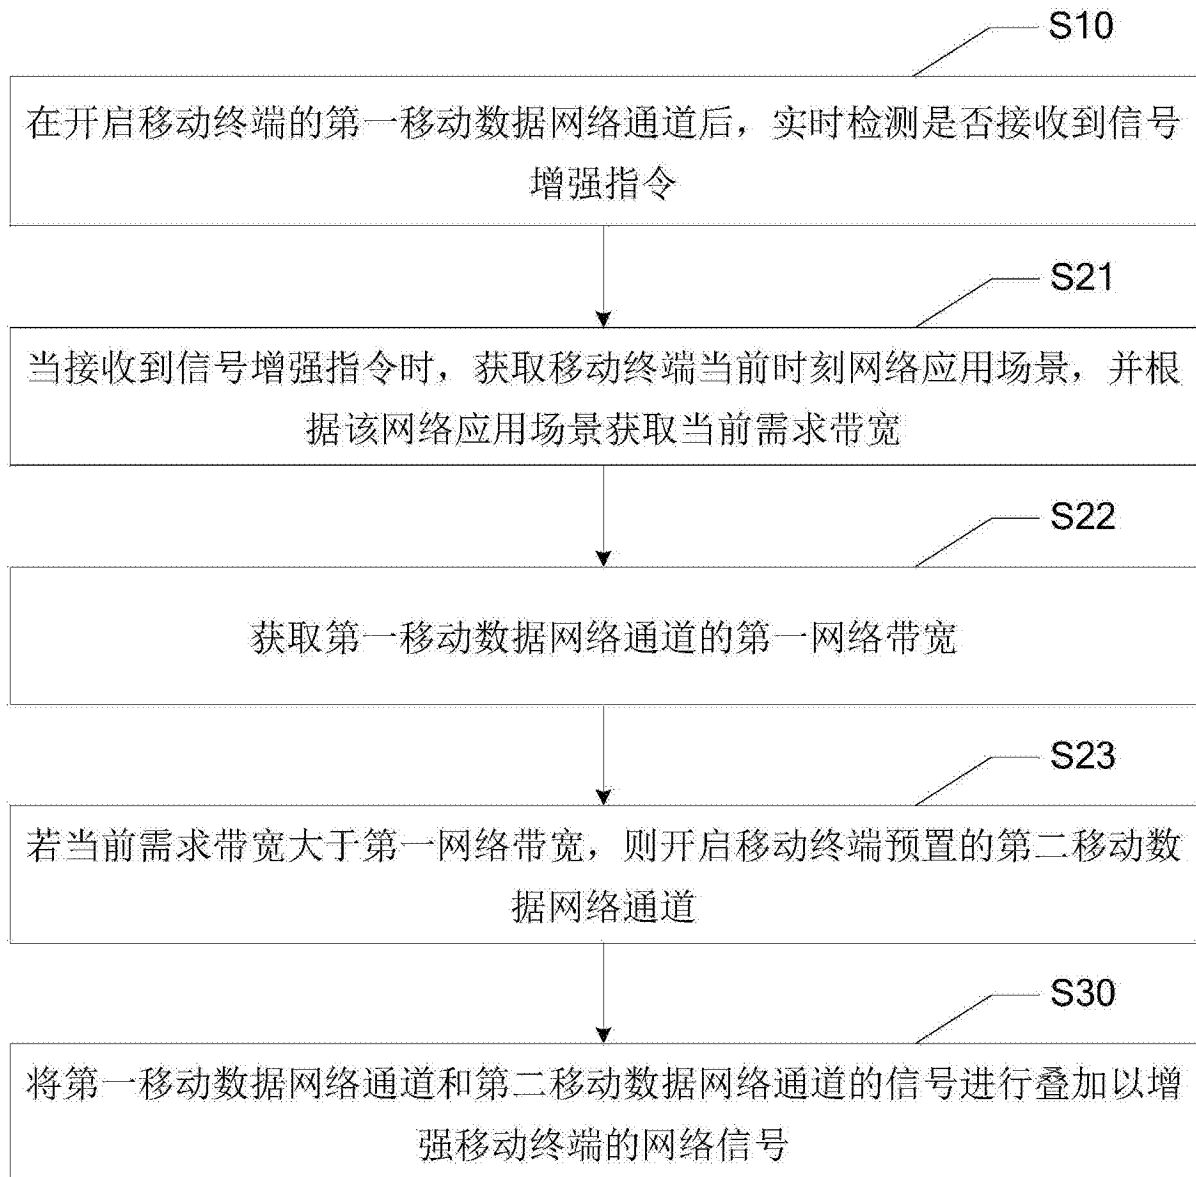 S10
在开启移动终端的第一移动数据网络通道后，实时检测是否接收到信号
增强指令
S21
当接收到信号增强指令时，获取移动终端当前时刻网络应用场景，并根
据该网络应用场景获取当前需求带宽
S22
获取第一移动数据网络通道的第一网络带宽
S23
若当前需求带宽大于第一网络带宽，则开启移动终端预置的第二移动数
据网络通道
S30
将第一移动数据网络通道和第二移动数据网络通道的信号进行叠加以增
强移动终端的网络信号